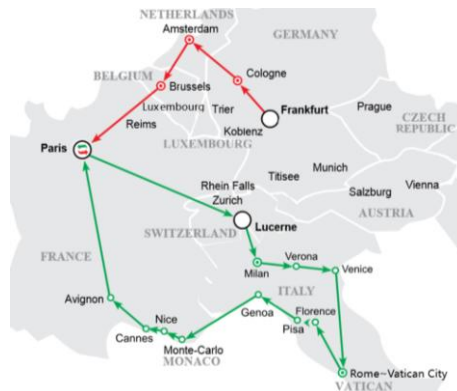 NETHERLANDS
Amsterdam
GERMANY
BELGIUM
Cologne
Brussels
Luxembourg
Trier
Frankfurt
Prague
Reims
Koblenz
CZECH
REPUBLIC
LUXEMBOURG
Paris
Munich
Titisee
Rhein Falls
Zurich
Salzburg
Vienna
Lucerne
AUSTRIA
SWITZERLAND
Verona
FRANCE
Milan
Venice
ITALY
Avignon
Genoa
Florence
Nice
Pisa
Cannes
Monte-Carlo
MONACO
Rome-Vatican City
VATICAN